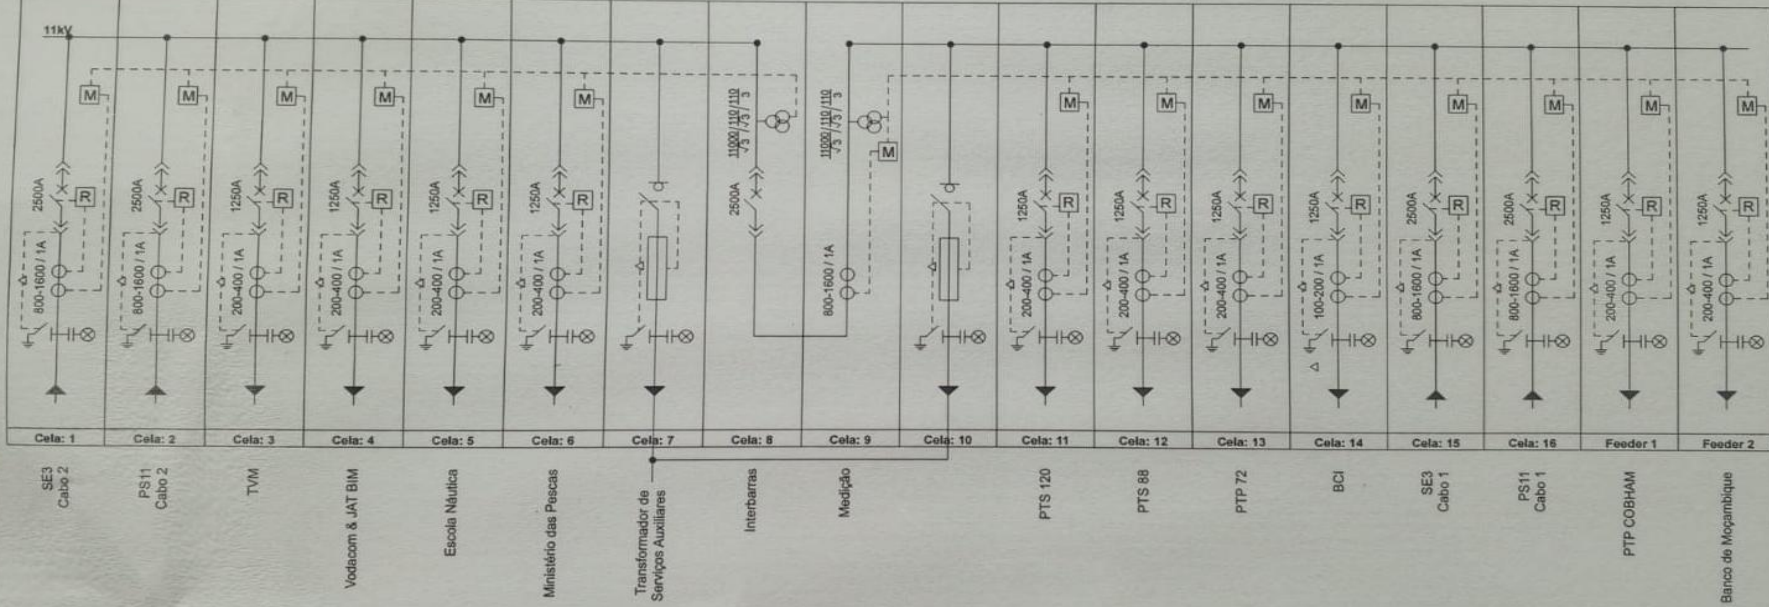 11kV
M
2500A
R
800-1600 / 1A
Cela: 1
SE3
Cabo 2
M
2500A
R
800-1600 / 1A
Cela: 2
PS11
Cabo 2
M
1250A
R
200-400 / 1A
Cela: 3
TVM
M
1250A
R
200-400 / 1A
Cela: 4
Vodacom & JAT BIM
M
1250A
R
200-400 / 1A
Cela: 5
Escola Náutica
M
1250A
R
200-400 / 1A
Cela: 6
Ministério das Pescas
Cela: 7
Transformador de
Serviços Auxiliares
11000/110/110
√3 / √3 / 3
2500A
Cela: 8
Interbarras
11000/110/110
√3 / √3 / 3
M
800-1600 / 1A
Cela: 9
Medição
Cela: 10
M
1250A
R
200-400 / 1A
Cela: 11
PTS 120
M
1250A
R
200-400 / 1A
Cela: 12
PTS 88
M
1250A
R
200-400 / 1A
Cela: 13
PTP 72
M
1250A
R
100-200 / 1A
Cela: 14
BCI
M
2500A
R
800-1600 / 1A
Cela: 15
SE3
Cabo 1
M
2500A
R
800-1600 / 1A
Cela: 16
PS11
Cabo 1
M
1250A
R
200-400 / 1A
Feeder 1
PTP COBHAM
M
1250A
R
200-400 / 1A
Feeder 2
Banco de Moçambique